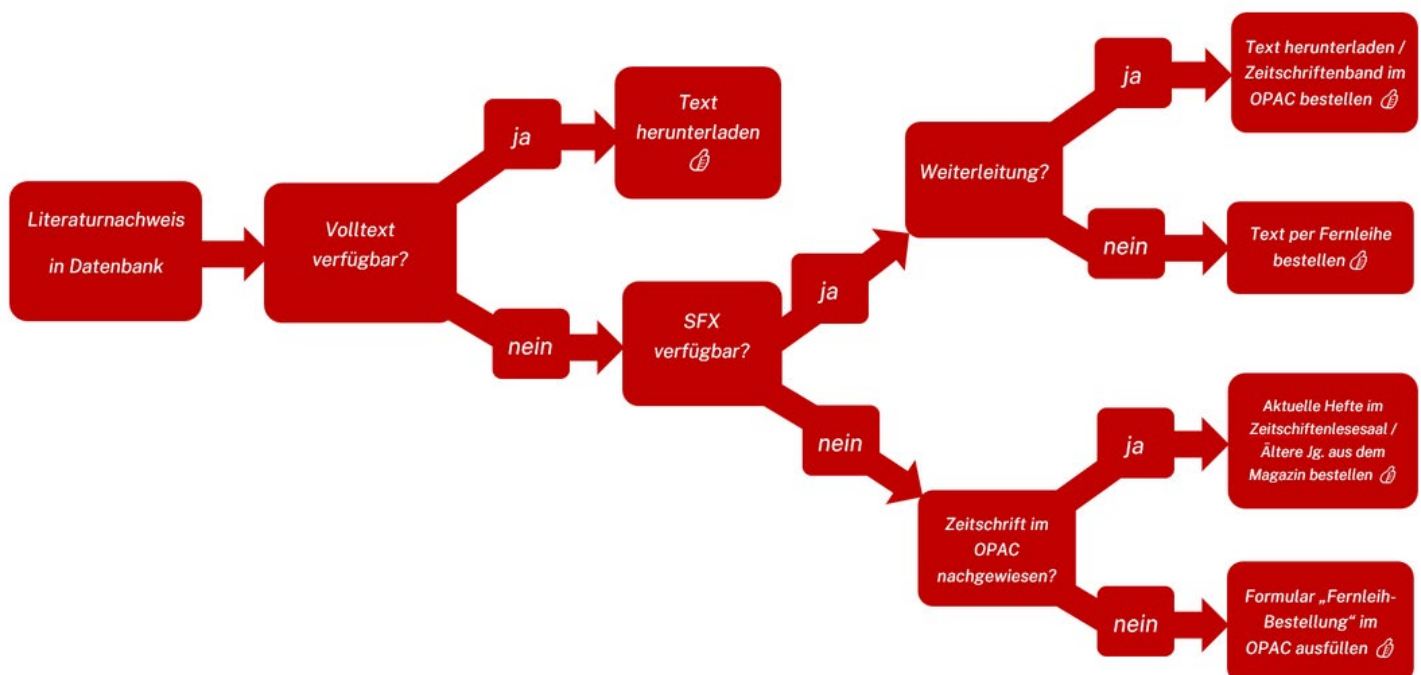 Literaturnachweis
in Datenbank
Volltext
verfügbar?
ja
Text
herunterladen
nein
SFX
verfügbar?
ja
Weiterleitung?
ja
Text herunterladen /
Zeitschriftenband im
OPAC bestellen
nein
Text per Fernleihe
bestellen
nein
Zeitschrift im
OPAC
nachgewiesen?
ja
Aktuelle Hefte im
Zeitschiftenlesesaal /
Ältere Jg. aus dem
Magazin bestellen
nein
Formular „Fernleih-
Bestellung“ im
OPAC ausfüllen